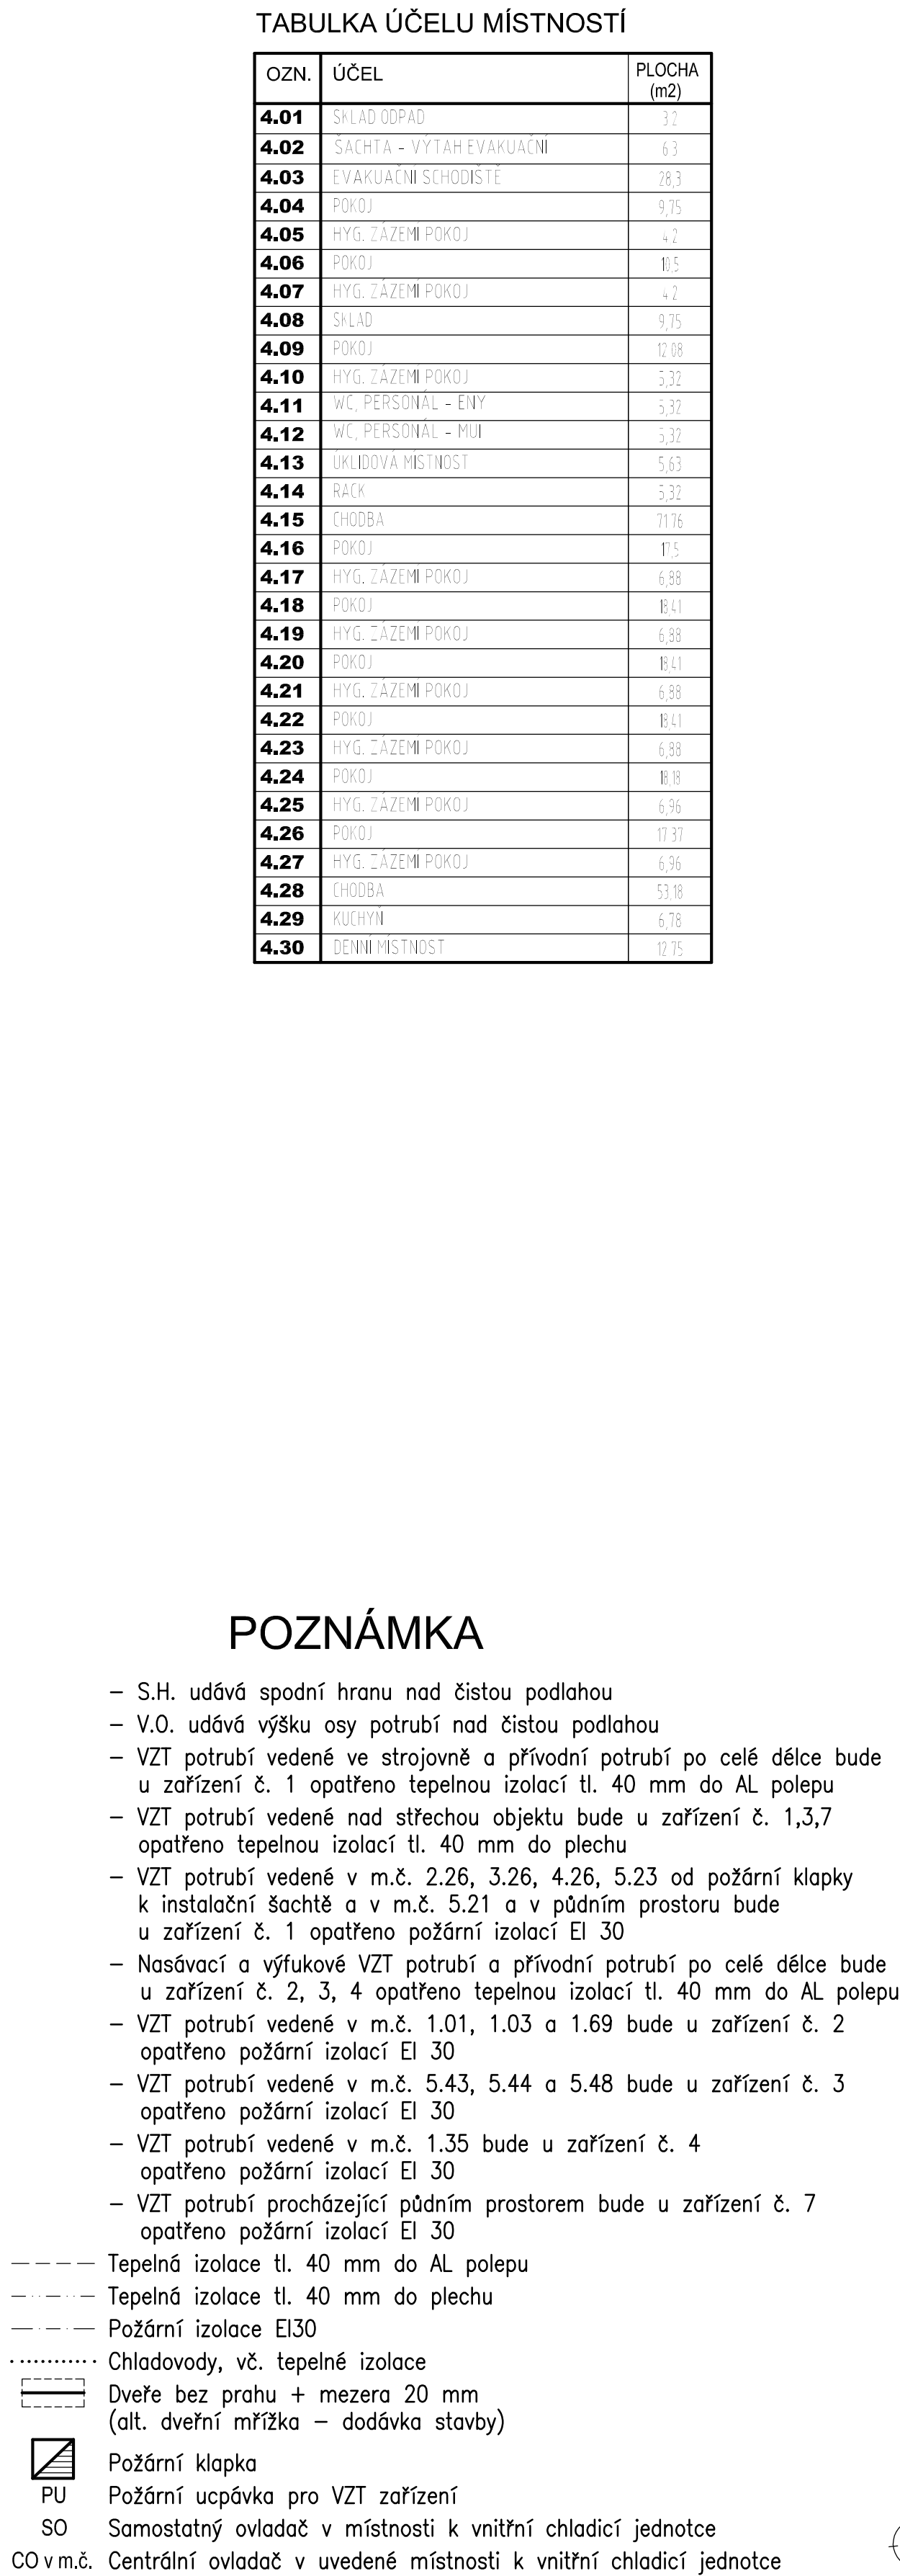 TABULKA ÚČELU MÍSTNOSTÍ
OZN. ÚČEL PLOCHA (m2)
4.01 SKLAD ODPAD 3,2
4.02 ŠACHTA - VÝTAH EVAKUAČNÍ 6,3
4.03 EVAKUAČNÍ SCHODIŠTĚ 28,3
4.04 POKOJ 9,75
4.05 HYG. ZÁZEMÍ POKOJ 4,2
4.06 POKOJ 10,5
4.07 HYG. ZÁZEMÍ POKOJ 4,2
4.08 SKLAD 9,75
4.09 POKOJ 12,08
4.10 HYG. ZÁZEMÍ POKOJ 5,32
4.11 WC, PERSONÁL - ENY 5,32
4.12 WC, PERSONÁL - MUI 5,32
4.13 ÚKLIDOVÁ MÍSTNOST 5,63
4.14 RACK 5,32
4.15 CHODBA 71,76
4.16 POKOJ 17,5
4.17 HYG. ZÁZEMÍ POKOJ 6,88
4.18 POKOJ 18,41
4.19 HYG. ZÁZEMÍ POKOJ 6,88
4.20 POKOJ 18,41
4.21 HYG. ZÁZEMÍ POKOJ 6,88
4.22 POKOJ 18,41
4.23 HYG. ZÁZEMÍ POKOJ 6,88
4.24 POKOJ 18,18
4.25 HYG. ZÁZEMÍ POKOJ 6,96
4.26 POKOJ 17,37
4.27 HYG. ZÁZEMÍ POKOJ 6,96
4.28 CHODBA 53,18
4.29 KUCHYŇ 6,78
4.30 DENNÍ MÍSTNOST 12,75
POZNÁMKA
– S.H. udává spodní hranu nad čistou podlahou
– V.O. udává výšku osy potrubí nad čistou podlahou
– VZT potrubí vedené ve strojovně a přívodní potrubí po celé délce bude
u zařízení č. 1 opatřeno tepelnou izolací tl. 40 mm do AL polepu
– VZT potrubí vedené nad střechou objektu bude u zařízení č. 1,3,7
opatřeno tepelnou izolací tl. 40 mm do plechu
– VZT potrubí vedené v m.č. 2.26, 3.26, 4.26, 5.23 od požární klapky
k instalační šachtě a v m.č. 5.21 a v půdním prostoru bude
u zařízení č. 1 opatřeno požární izolací EI 30
– Nasávací a výfukové VZT potrubí a přívodní potrubí po celé délce bude
u zařízení č. 2, 3, 4 opatřeno tepelnou izolací tl. 40 mm do AL polepu
– VZT potrubí vedené v m.č. 1.01, 1.03 a 1.69 bude u zařízení č. 2
opatřeno požární izolací EI 30
– VZT potrubí vedené v m.č. 5.43, 5.44 a 5.48 bude u zařízení č. 3
opatřeno požární izolací EI 30
– VZT potrubí vedené v m.č. 1.35 bude u zařízení č. 4
opatřeno požární izolací EI 30
– VZT potrubí procházející půdním prostorem bude u zařízení č. 7
opatřeno požární izolací EI 30
Tepelná izolace tl. 40 mm do AL polepu
Tepelná izolace tl. 40 mm do plechu
Požární izolace EI30
Chladovody, vč. tepelné izolace
Dveře bez prahu + mezera 20 mm
(alt. dveřní mřížka – dodávka stavby)
Požární klapka
PU Požární ucpávka pro VZT zařízení
SO Samostatný ovladač v místnosti k vnitřní chladicí jednotce
CO v m.č. Centrální ovladač v uvedené místnosti k vnitřní chladicí jednotce